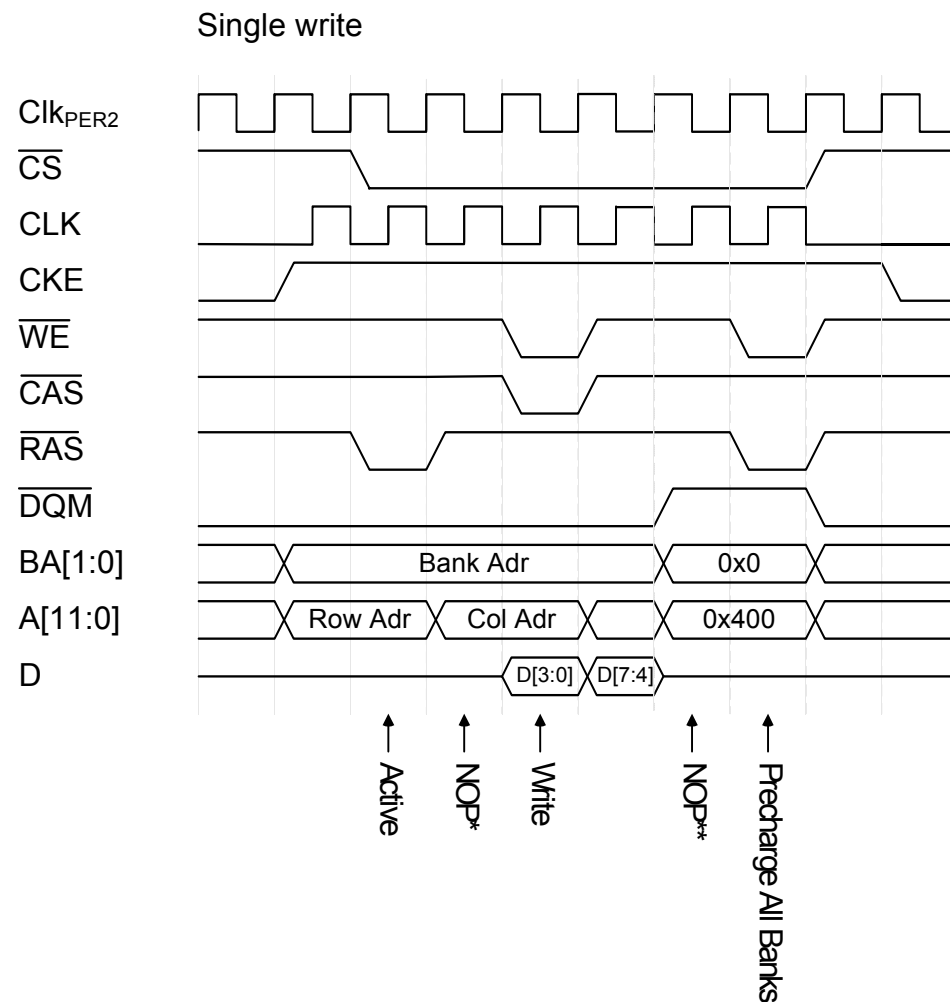 Single write
ClkPER2
CS
CLK
CKE
WE
CAS
RAS
DQM
BA[1:0] Bank Adr 0x0
A[11:0] Row Adr Col Adr 0x400
D D[3:0] D[7:4]
Active
NOP*
Write
NOP**
Precharge All Banks